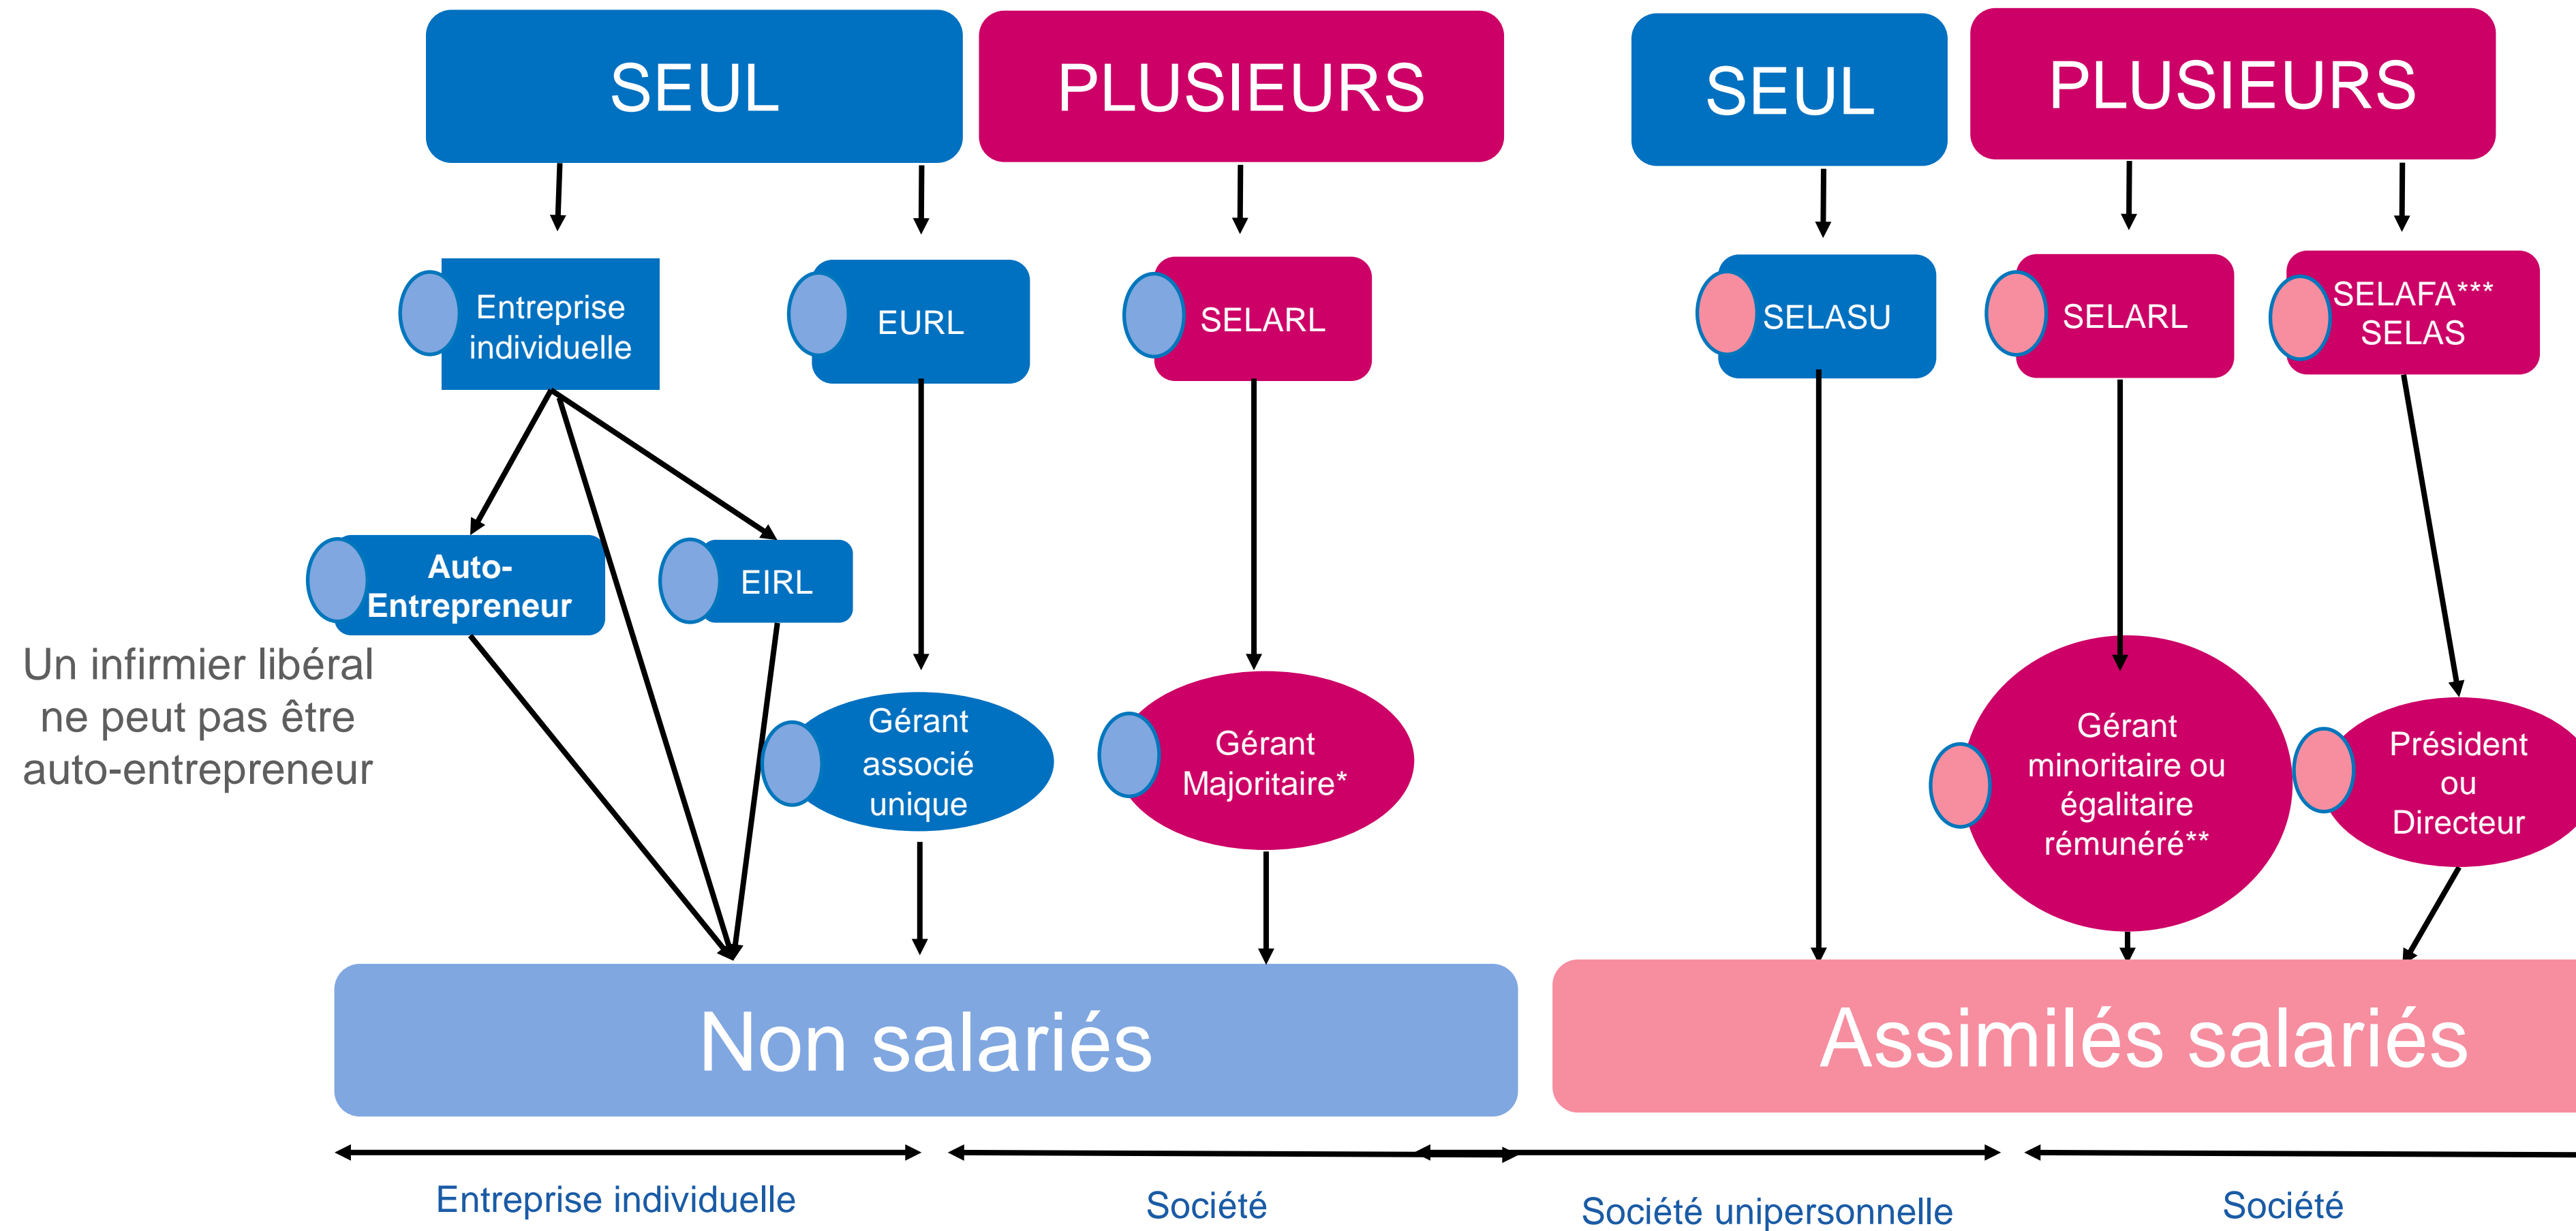 SEUL
PLUSIEURS
SEUL
PLUSIEURS
Entreprise
individuelle
EURL
SELARL
SELASU
SELARL
SELAFA***
SELAS
Auto-
Entrepreneur
EIRL
Un infirmier libéral
ne peut pas être
auto-entrepreneur
Gérant
associé
unique
Gérant
Majoritaire*
Gérant
minoritaire ou
égalitaire
rémunéré**
Président
ou
Directeur
Non salariés
Assimilés salariés
Entreprise individuelle
Société
Société unipersonnelle
Société